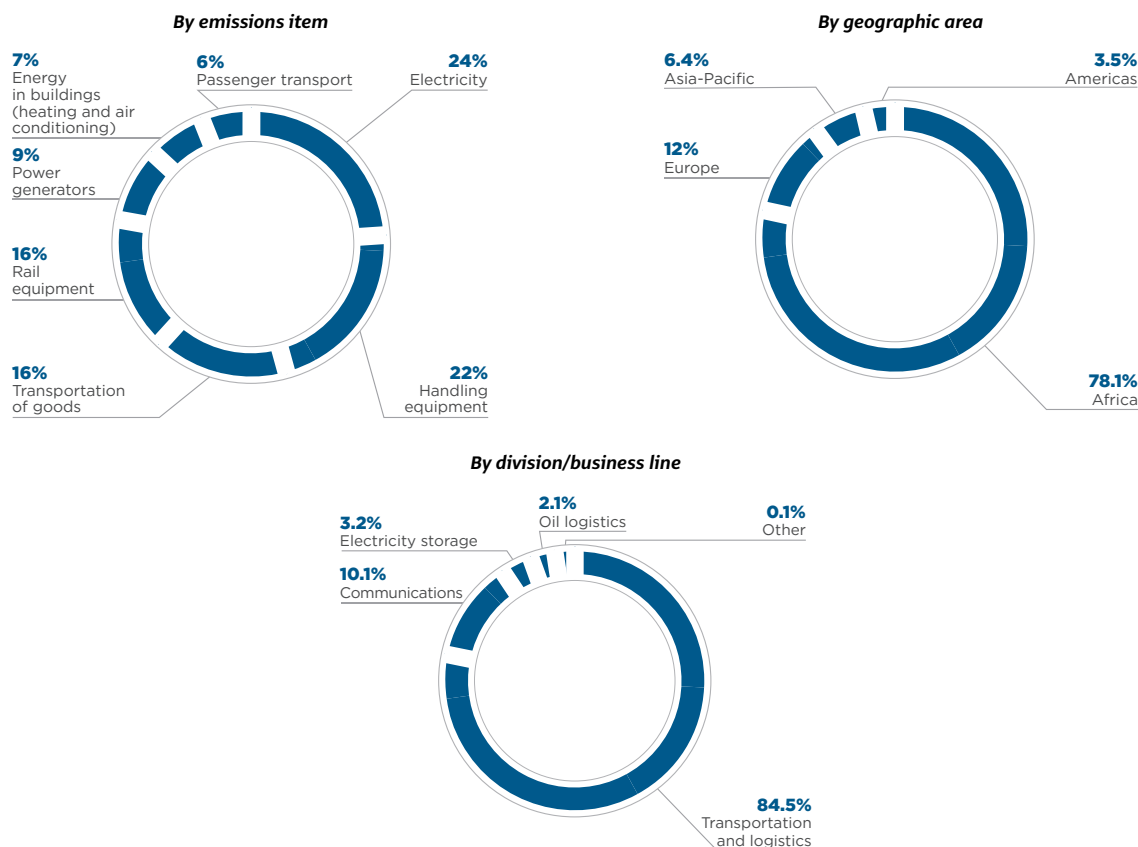 By emissions item
7%
Energy
in buildings
(heating and air
conditioning)
6%
Passenger transport
24%
Electricity
9%
Power
generators
16%
Rail
equipment
16%
Transportation
of goods
22%
Handling
equipment
By geographic area
6.4%
Asia-Pacific
3.5%
Americas
12%
Europe
78.1%
Africa
By division/business line
3.2%
Electricity storage
2.1%
Oil logistics
0.1%
Other
10.1%
Communications
84.5%
Transportation
and logistics